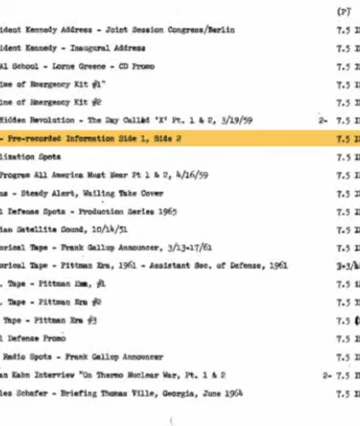 (P)
ident Kennedy Address - Joint Session Congress/Berlin 7.5 I
ident Kennedy - Inaugural Address 7.5 I
Al School - Lorne Greene - CD Promo 7.5 I
ime of Emergency Kit #1" 7.5 I
ime of Emergency Kit #2 7.5 I
Hidden Revolution - The Day Called 'X' Pt. 1 & 2, 3/19/59 2- 7.5 I
- Pre-recorded Information Side 1, Side 2 7.5 I
lization Spots 7.5 I
Program All America Must Hear Pt 1 & 2, 4/16/59 7.5 I
ns - Steady Alert, Wailing Take Cover 7.5 I
l Defense Spots - Production Series 1965 7.5 I
ian Satellite Sound, 10/14/51 7.5 I
orical Tape - Frank Gallup Announcer, 3/13-17/61 7.5
orical Tape - Pittman Era, 1961 - Assistant Sec. of Defense, 1961
. Tape - Pittman #1 7.5
. Tape - Pittman Era #2 7.5 I
Tape - Pittman Era #3 7.5
l Defense Promo 7.5 I
Radio Spots - Frank Gallup Announcer 7.5 I
an Kahn Interview "On Thermo Nuclear War, Pt. 1 & 2 2- 7.5 I
les Schafer - Briefing Thomas Ville, Georgia, June 1964 7.5 I